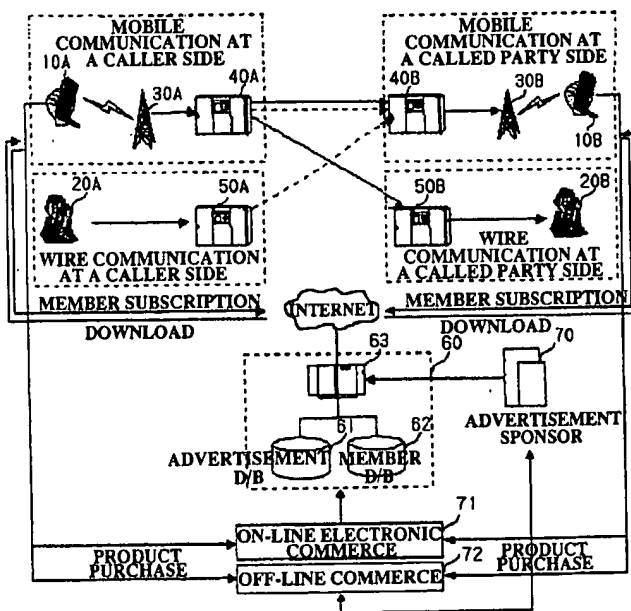 MOBILE
COMMUNICATION AT
A CALLER SIDE
10A
30A
40A
MOBILE
COMMUNICATION AT
A CALLED PARTY SIDE
40B
30B
10B
20A
50A
WIRE COMMUNICATION
AT A CALLER SIDE
50B
20B
WIRE
COMMUNICATION AT
A CALLED PARTY SIDE
MEMBER SUBSCRIPTION
DOWNLOAD
INTERNET
MEMBER SUBSCRIPTION
DOWNLOAD
63
60
70
ADVERTISEMENT
SPONSOR
61
62
ADVERTISEMENT
D/B
MEMBER
D/B
71
ON-LINE ELECTRONIC
COMMERCE
72
OFF-LINE COMMERCE
PRODUCT
PURCHASE
PRODUCT
PURCHASE